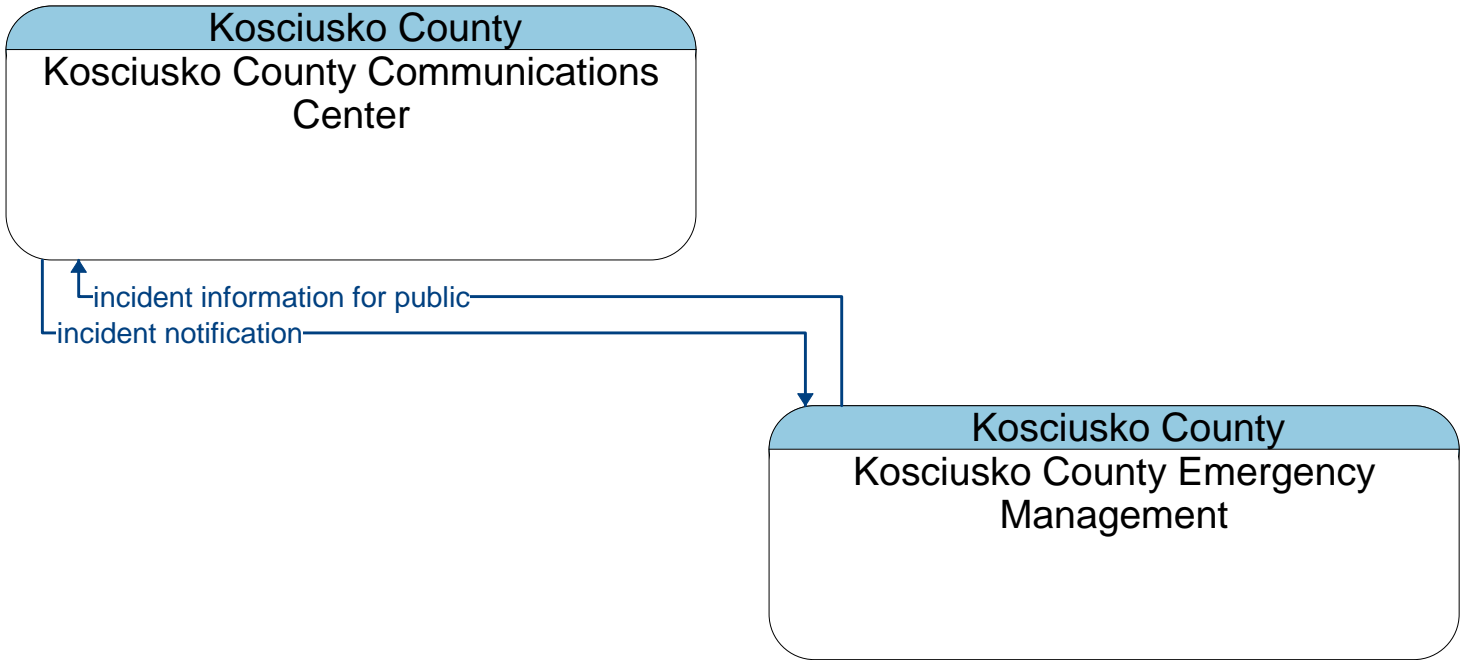 Kosciusko County
Kosciusko County Communications
Center
incident information for public
incident notification
Kosciusko County
Kosciusko County Emergency
Management